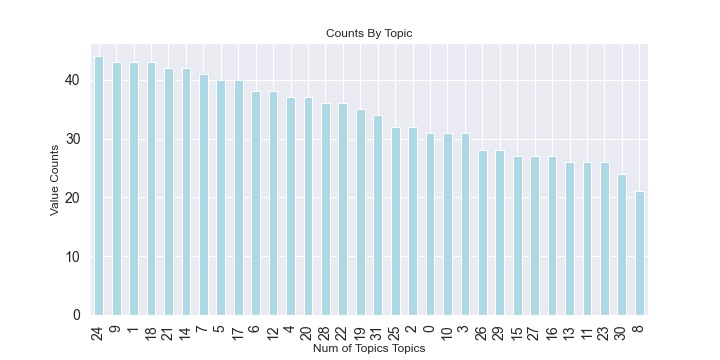 Counts By Topic
Value Counts
40
30
20
10
0
24 9 1 18 21 14 7 5 17 6 12 4 20 28 22 19 31 25 2 0 10 3 26 29 15 27 16 13 11 23 30 8
Num of Topics Topics